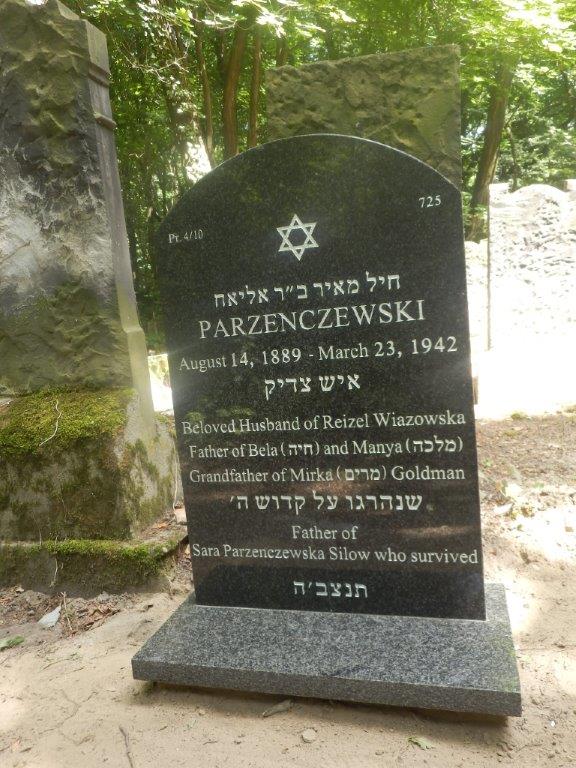 725
Pr. 4/10
חיל מאיר ב״ר אליאח
PARZENCZEWSKI
August 14, 1889 - March 23, 1942
איש צדיק
Beloved Husband of Reizel Wiazowska
Father of Bela (חיה) and Manya (מלכה)
Grandfather of Mirka (מרים) Goldman
שנהרגו על קדוש ה׳
Father of
Sara Parzenczewska Silow who survived
תנצב׳ה